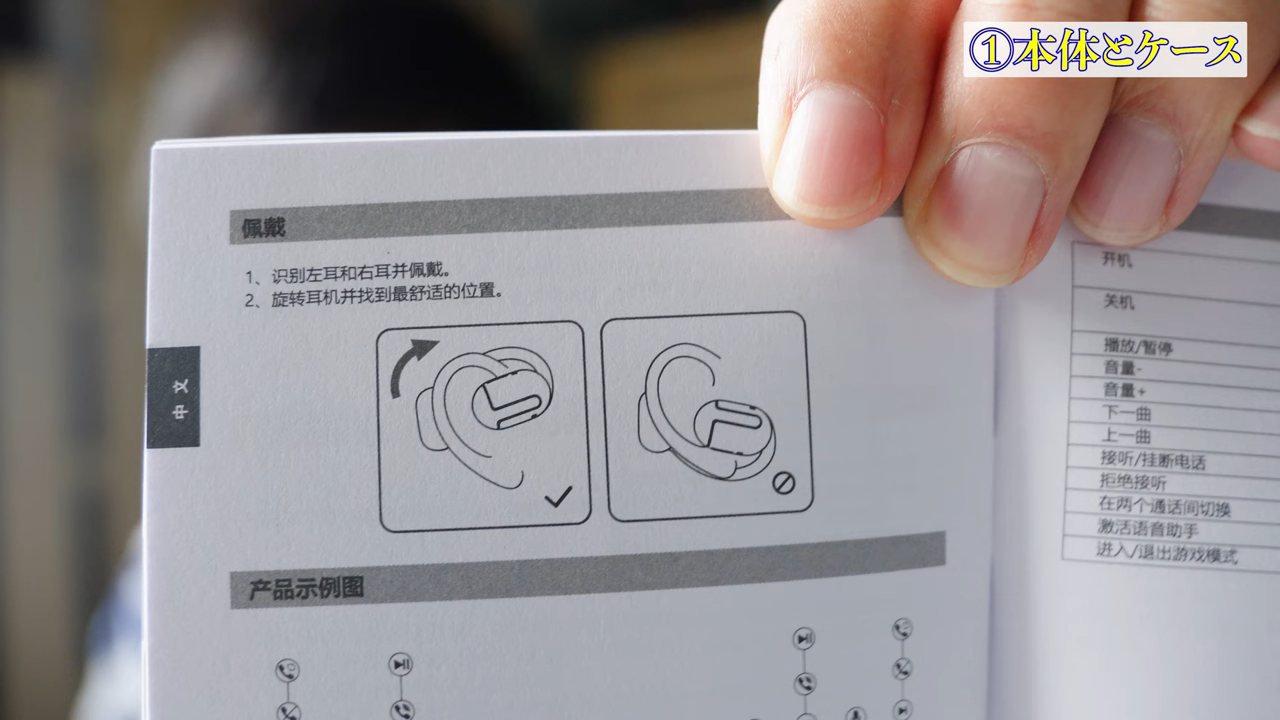 ①本体とケース
佩戴
1、识别左耳和右耳并佩戴。
2、旋转耳机并找到最舒适的位置。
中文
产品示例图
开机
关机
播放/暂停
音量-
音量+
下一曲
上一曲
接听/挂断电话
拒绝接听
在两个通话间切换
激活语音助手
进入/退出游戏模式